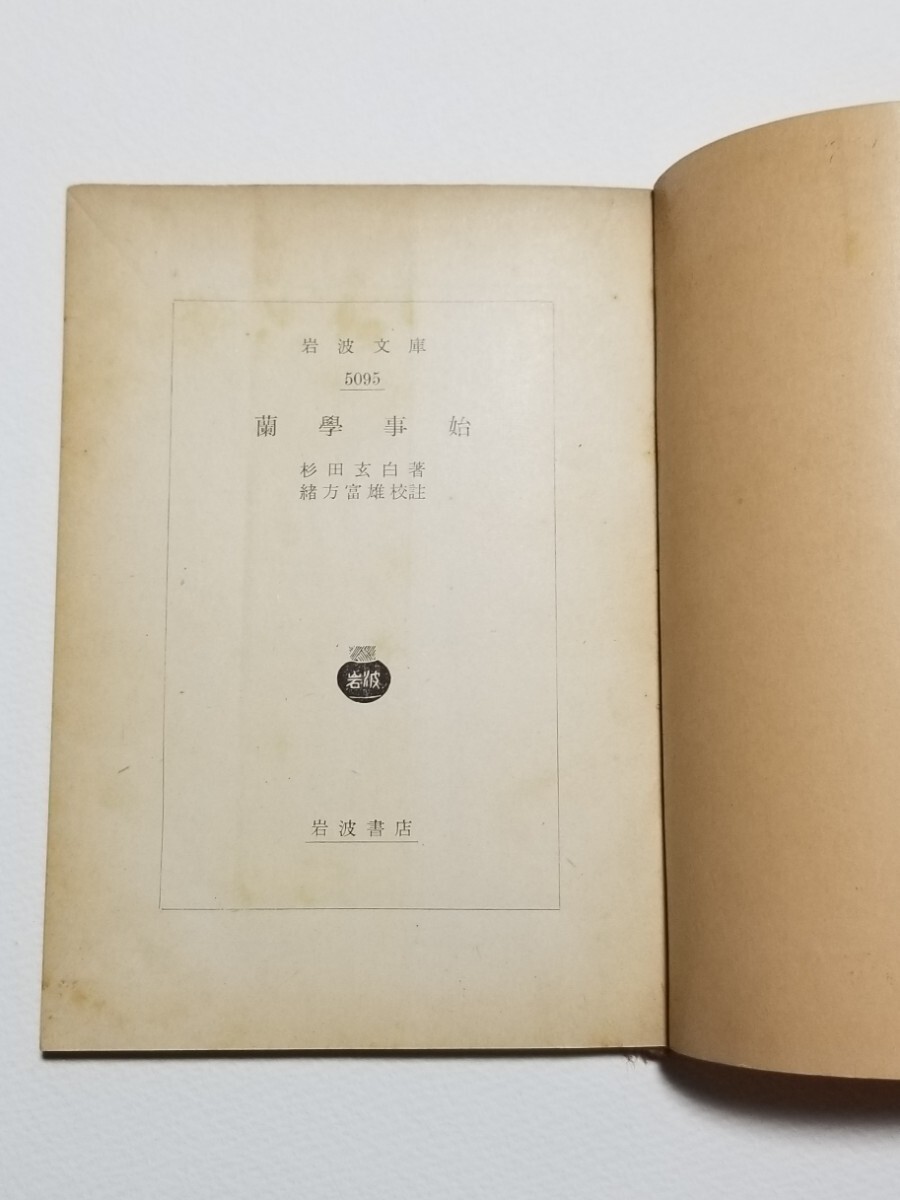 岩波文庫
5095
蘭學事始
杉田玄白著
緒方富雄校註
岩波
岩波書店